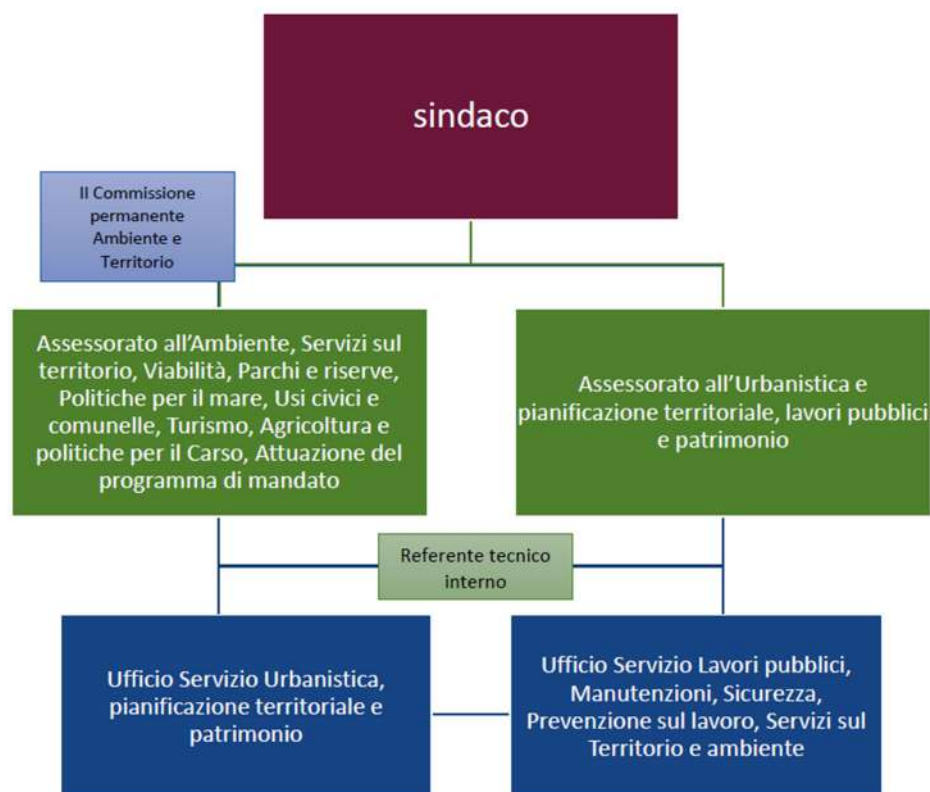 sindaco
II Commissione
permanente
Ambiente e
Territorio
Assessorato all'Ambiente, Servizi sul
territorio, Viabilità, Parchi e riserve,
Politiche per il mare, Usi civici e
comunelle, Turismo, Agricoltura e
politiche per il Carso, Attuazione del
programma di mandato
Assessorato all'Urbanistica e
pianificazione territoriale, lavori pubblici
e patrimonio
Referente tecnico
interno
Ufficio Servizio Urbanistica,
pianificazione territoriale e
patrimonio
Ufficio Servizio Lavori pubblici,
Manutenzioni, Sicurezza,
Prevenzione sul lavoro, Servizi sul
Territorio e ambiente